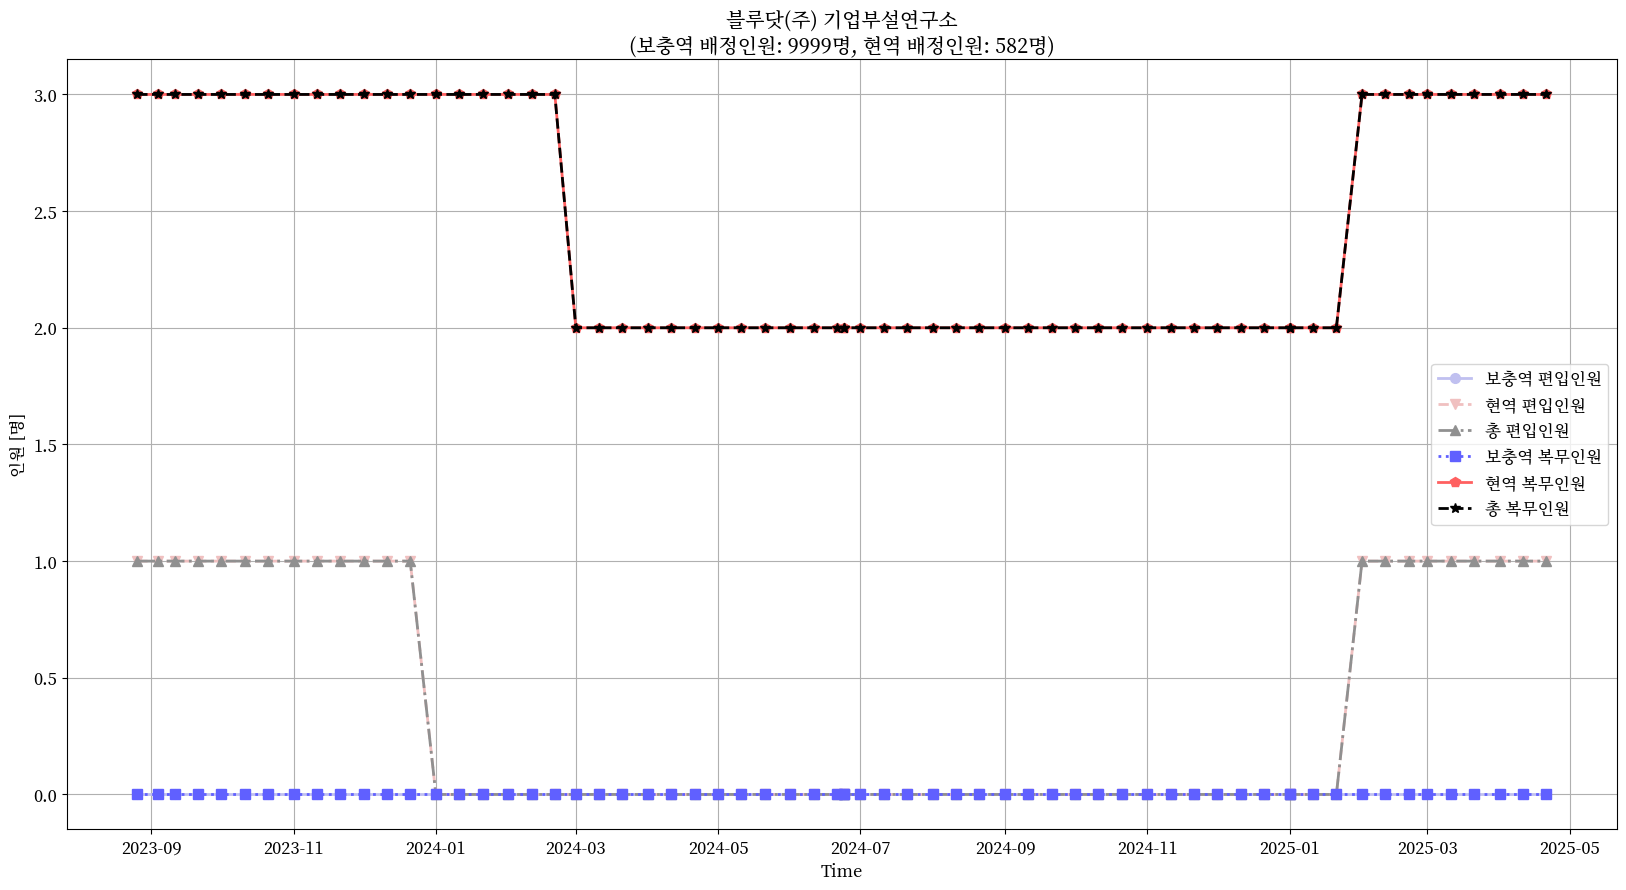 블루닷(주) 기업부설연구소
(보충역 배정인원: 9999명, 현역 배정인원: 582명)
인원 [명]
3.0
2.5
2.0
1.5
1.0
0.5
0.0
보충역 편입인원
현역 편입인원
총 편입인원
보충역 복무인원
현역 복무인원
총 복무인원
2023-09 2023-11 2024-01 2024-03 2024-05 2024-07 2024-09 2024-11 2025-01 2025-03 2025-05
Time